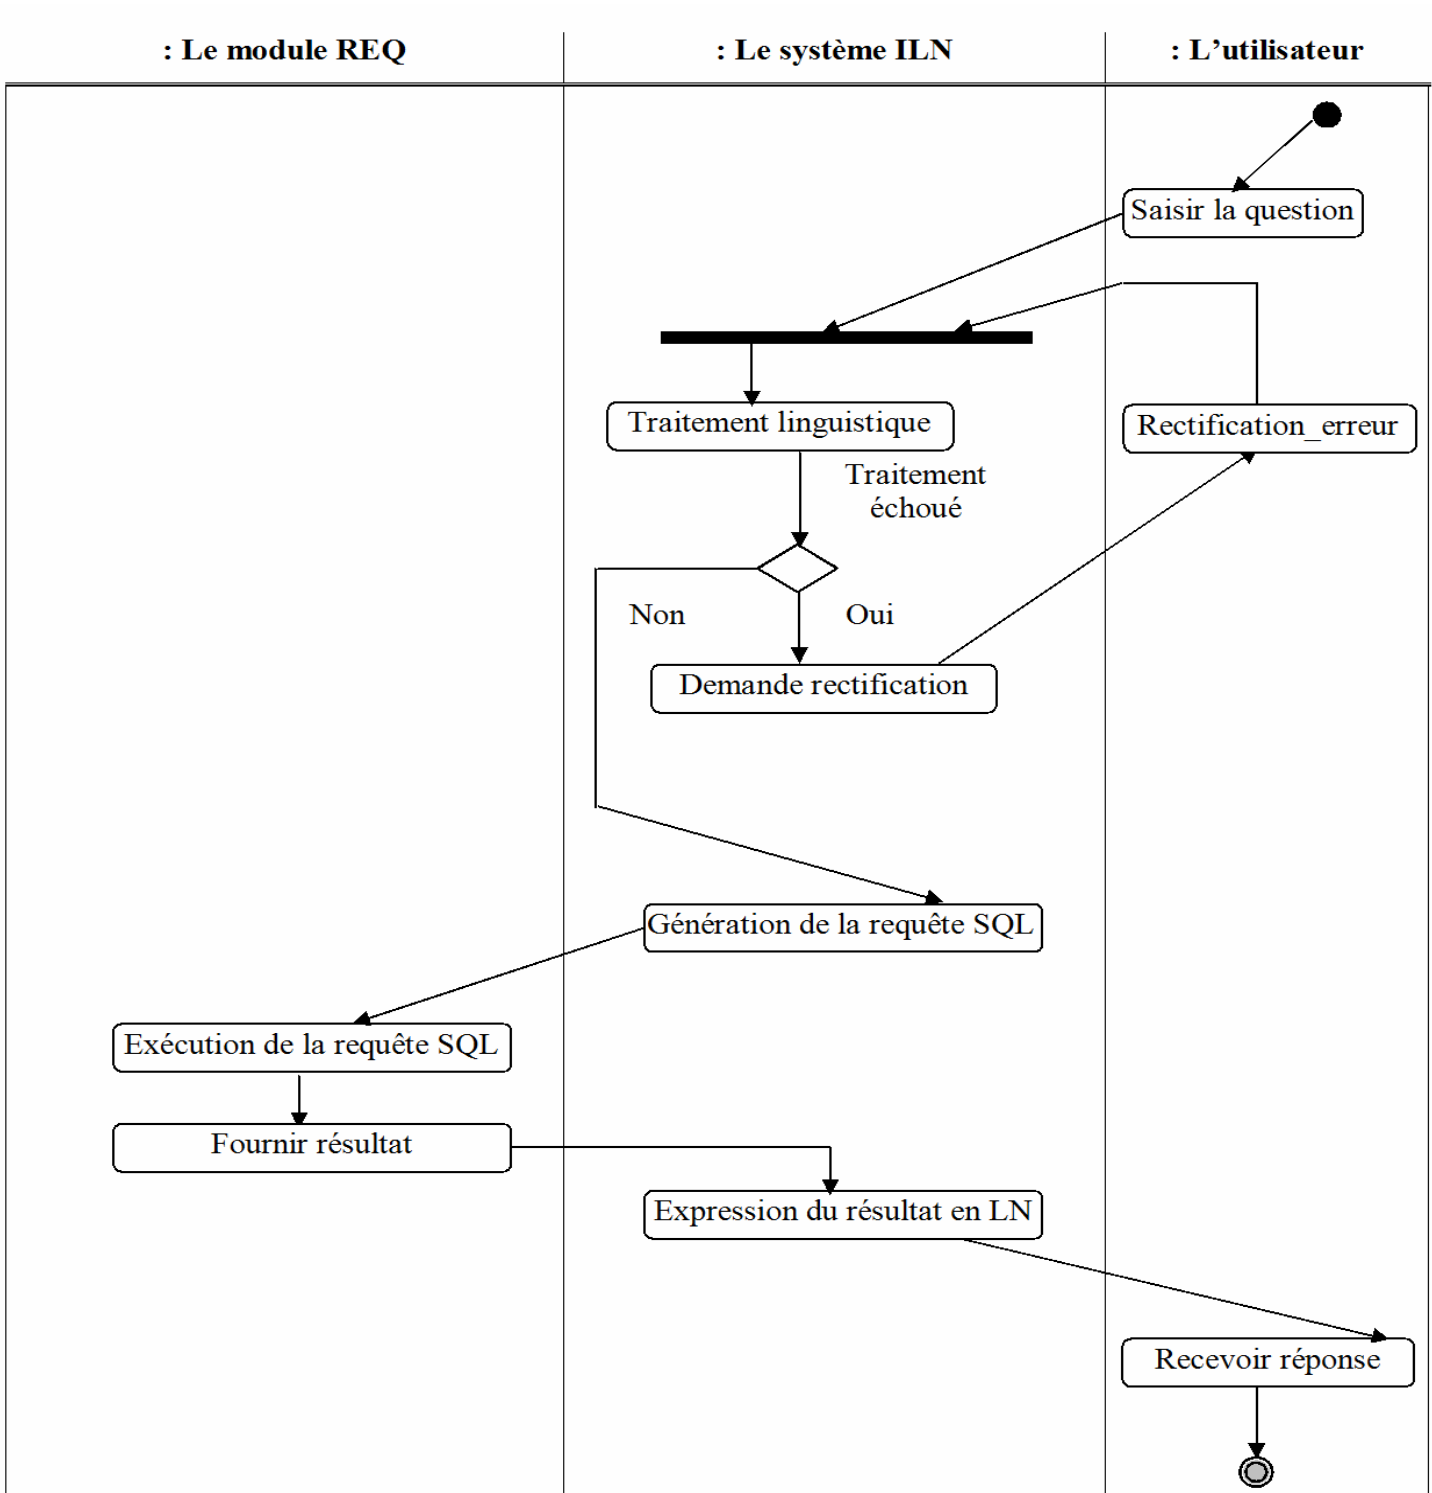 : Le module REQ
: Le système ILN
: L’utilisateur
Saisir la question
Traitement linguistique
Rectification_erreur
Traitement
échoué
Non
Oui
Demande rectification
Génération de la requête SQL
Exécution de la requête SQL
Fournir résultat
Expression du résultat en LN
Recevoir réponse